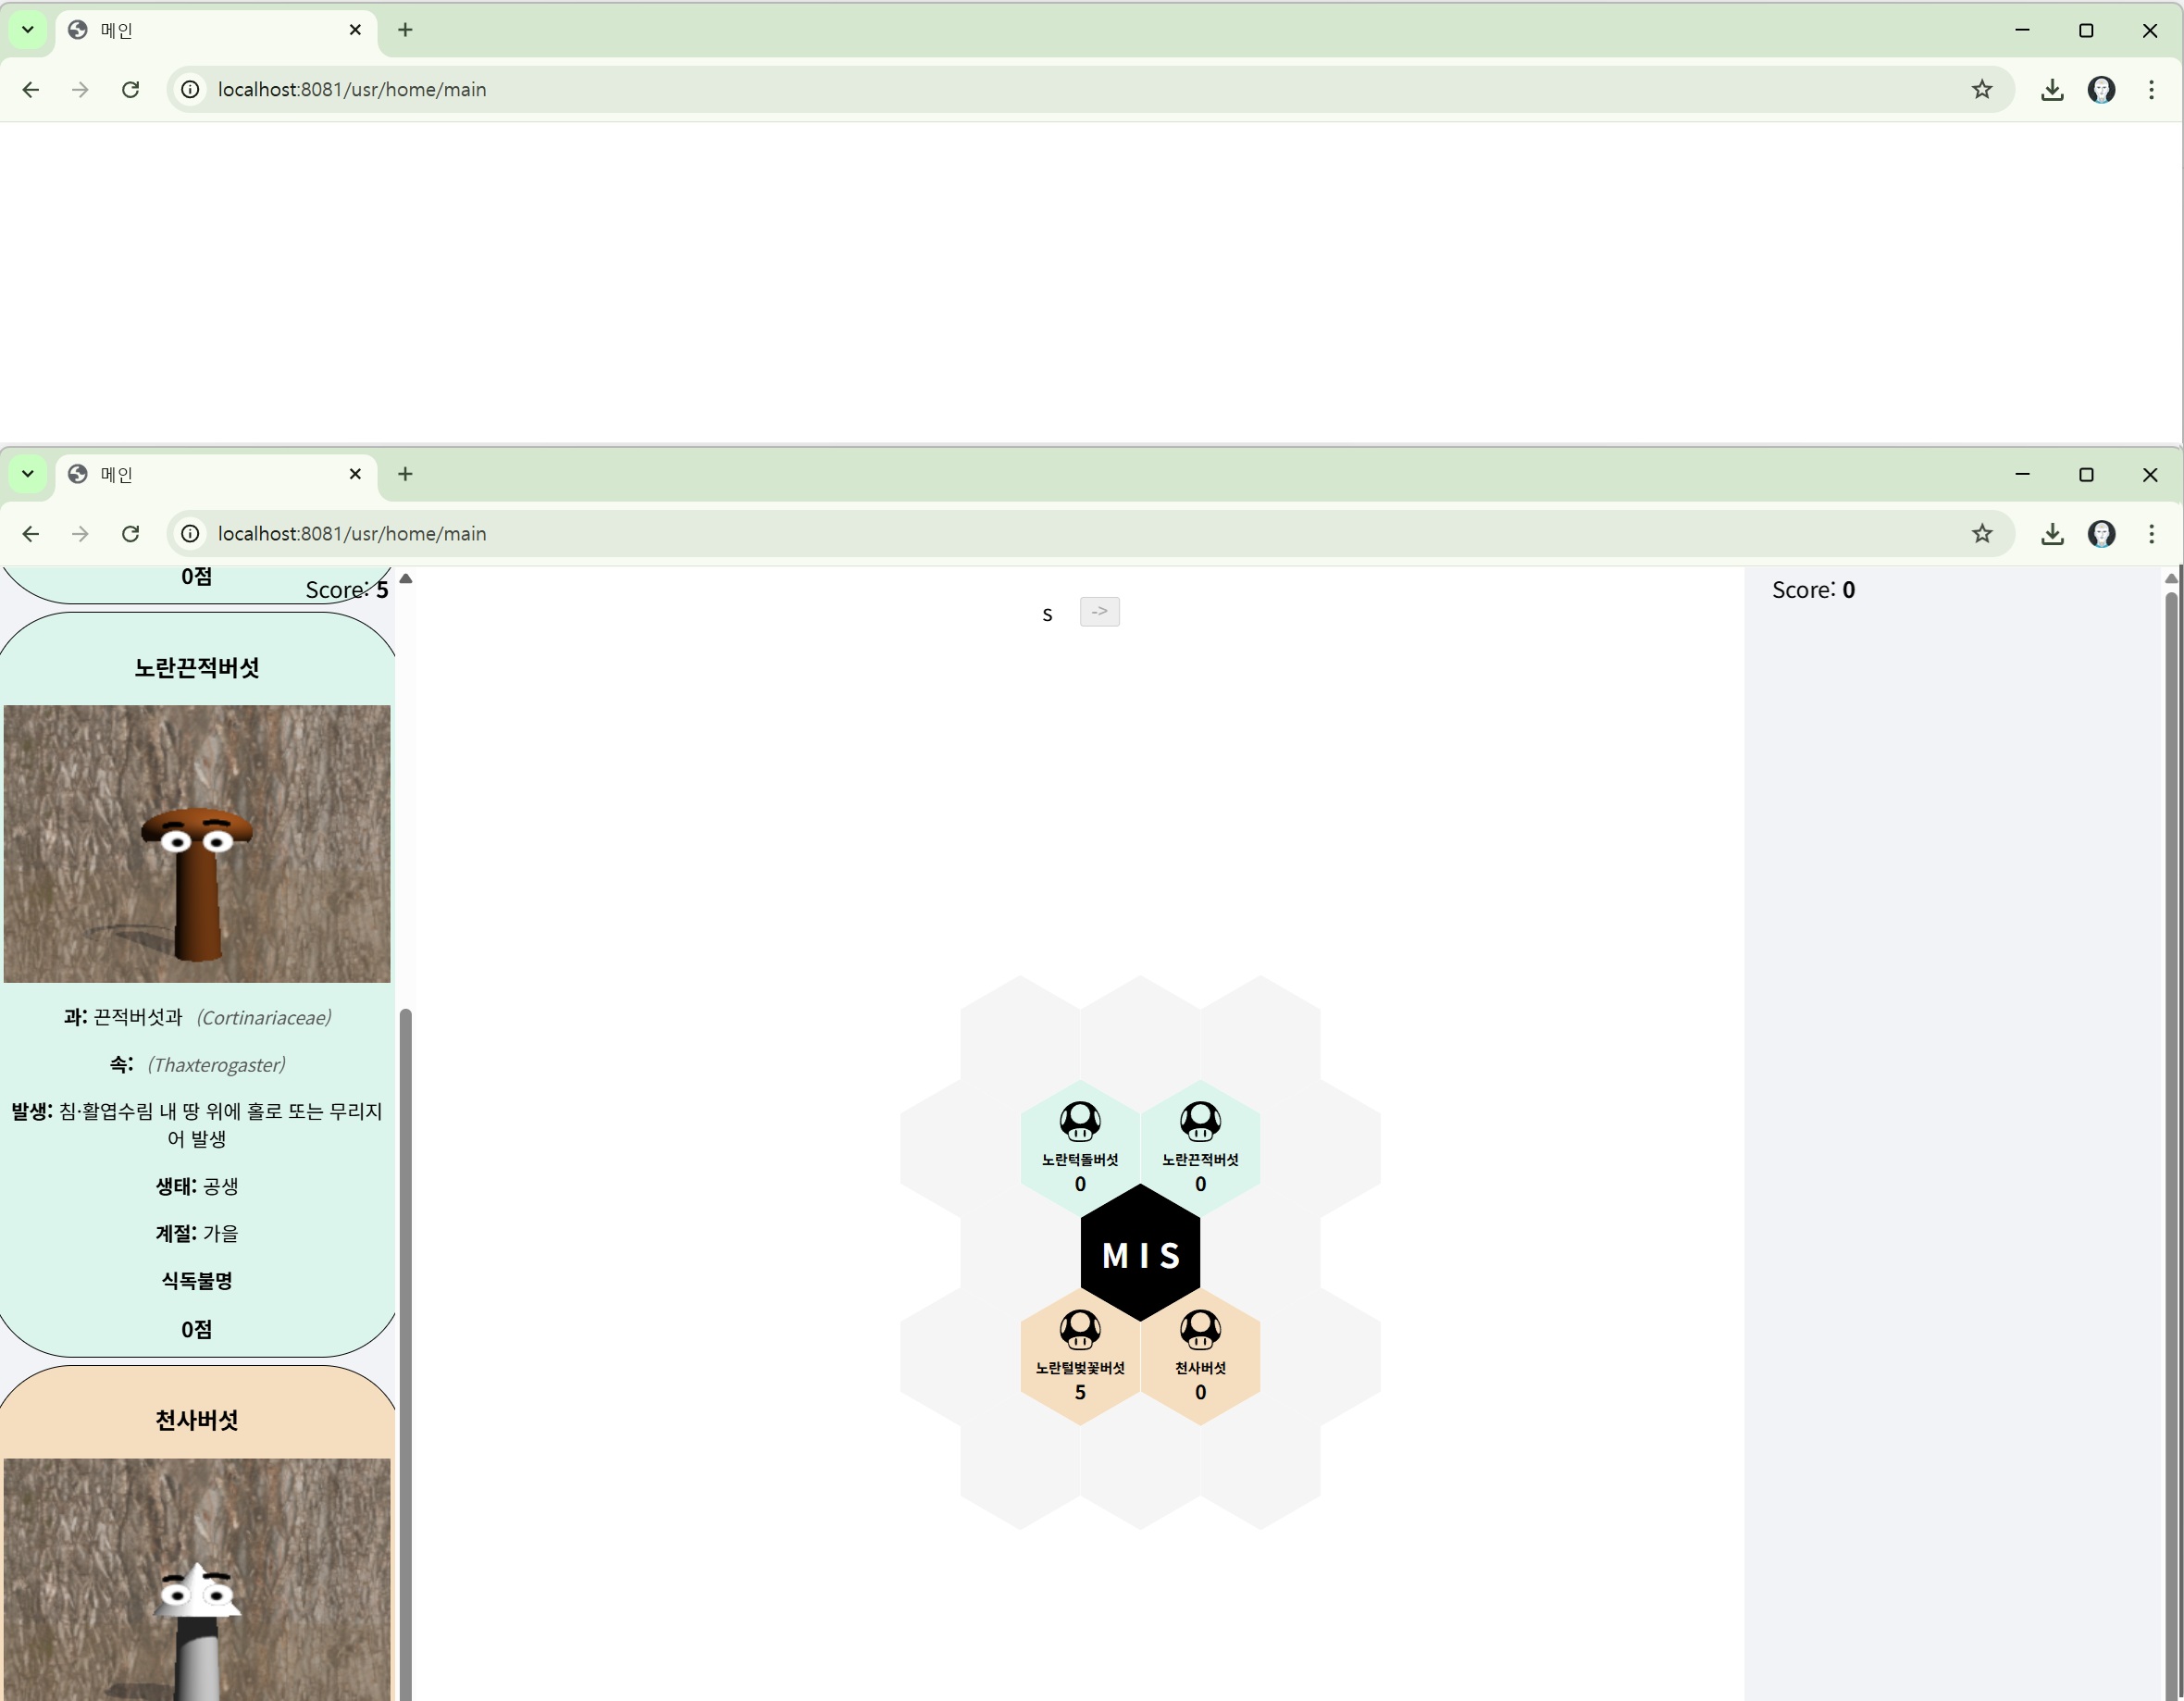 메인
localhost:8081/usr/home/main
메인
localhost:8081/usr/home/main
0점
Score: 5
노란끈적버섯
과: 끈적버섯과 (Cortinariaceae)
속: (Thaxterogaster)
발생: 침·활엽수림 내 땅 위에 홀로 또는 무리지
어 발생
생태: 공생
계절: 가을
식독불명
0점
천사버섯
s ->
노란턱돌버섯
0
노란끈적버섯
0
M I S
노란털벚꽃버섯
5
천사버섯
0
Score: 0